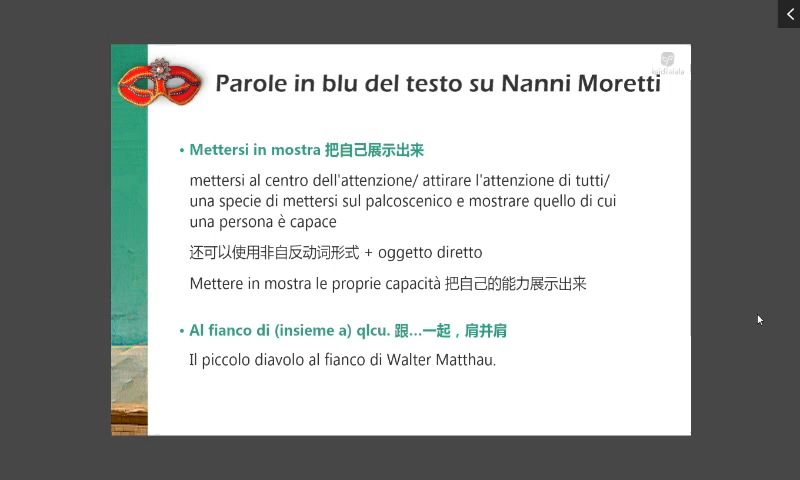 Parole in blu del testo su Nanni Moretti
• Mettersi in mostra 把自己展示出来
mettersi al centro dell'attenzione/ attirare l'attenzione di tutti/
una specie di mettersi sul palcoscenico e mostrare quello di cui
una persona è capace
还可以使用非自反动词形式 + oggetto diretto
Mettere in mostra le proprie capacità 把自己的能力展示出来
• Al fianco di (insieme a) qlcu. 跟…一起，肩并肩
Il piccolo diavolo al fianco di Walter Matthau.